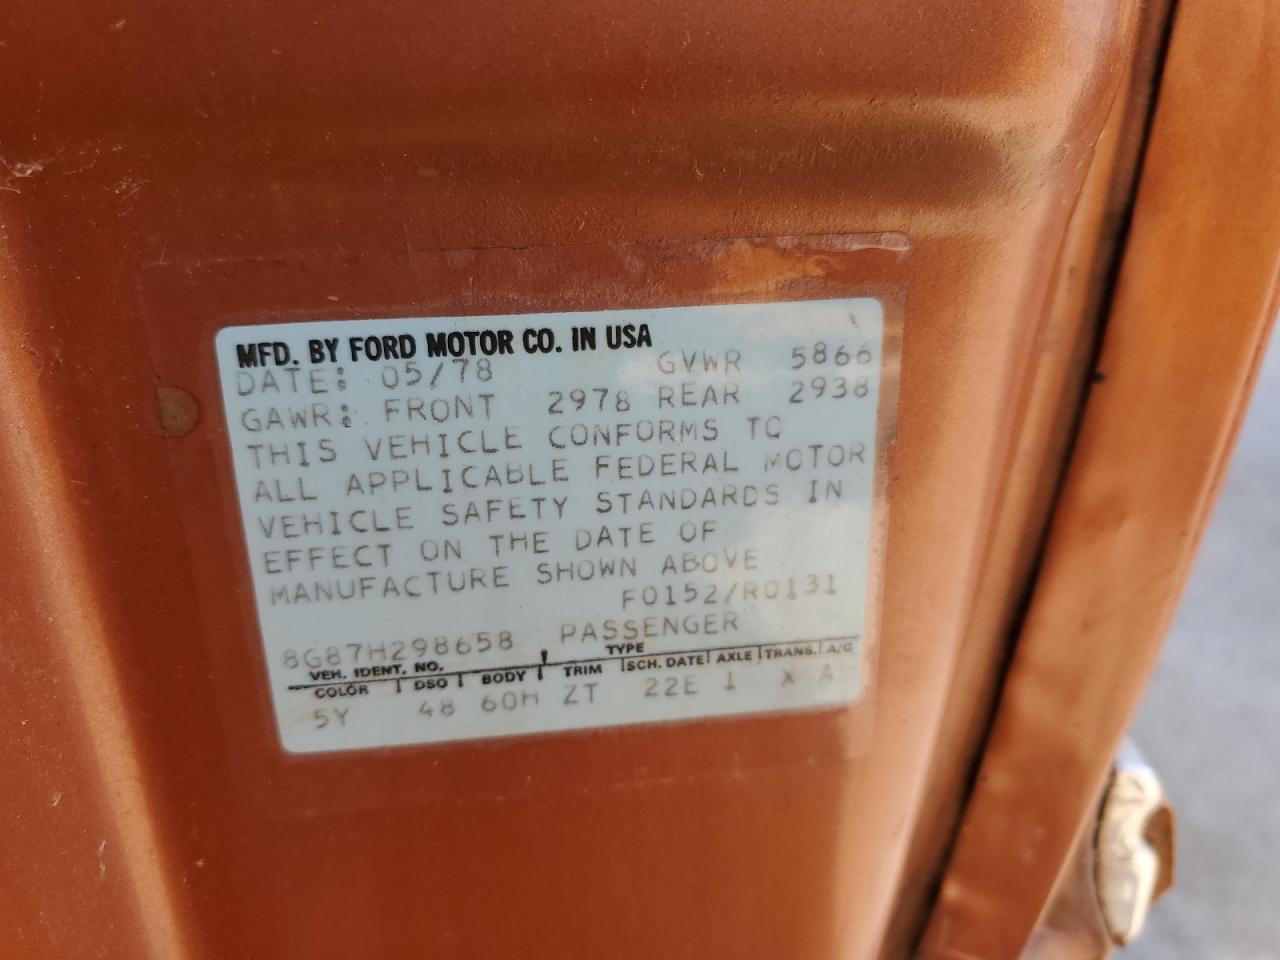 MFD. BY FORD MOTOR CO. IN USA
DATE: 05/78 GVWR 5866
GAWR: FRONT 2978 REAR 2938
THIS VEHICLE CONFORMS TO
ALL APPLICABLE FEDERAL MOTOR
VEHICLE SAFETY STANDARDS IN
EFFECT ON THE DATE OF
MANUFACTURE SHOWN ABOVE
F0152/R0131
8G87H298658 PASSENGER
VEH. IDENT. NO. TYPE
COLOR DSO BODY TRIM SCH. DATE AXLE TRANS. A/C
5Y 48 60H ZT 22E 1 X A